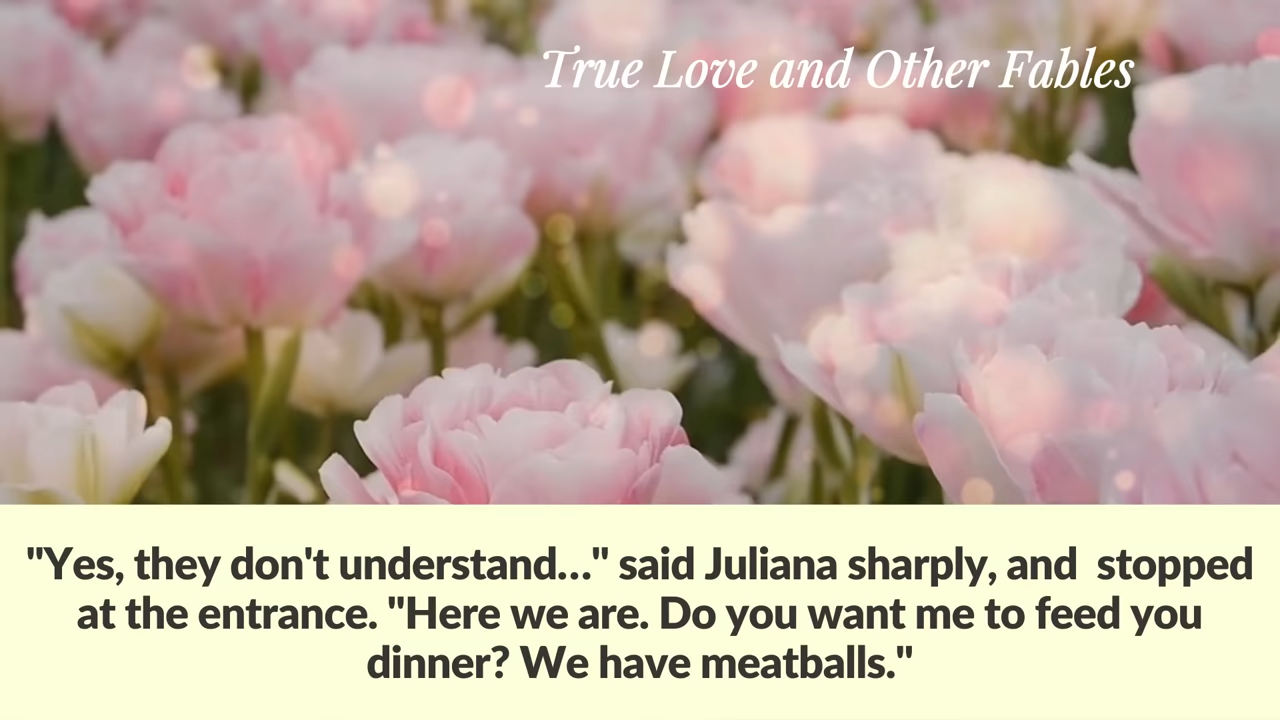 True Love and Other Fables
"Yes, they don't understand..." said Juliana sharply, and  stopped
at the entrance. "Here we are. Do you want me to feed you
dinner? We have meatballs."